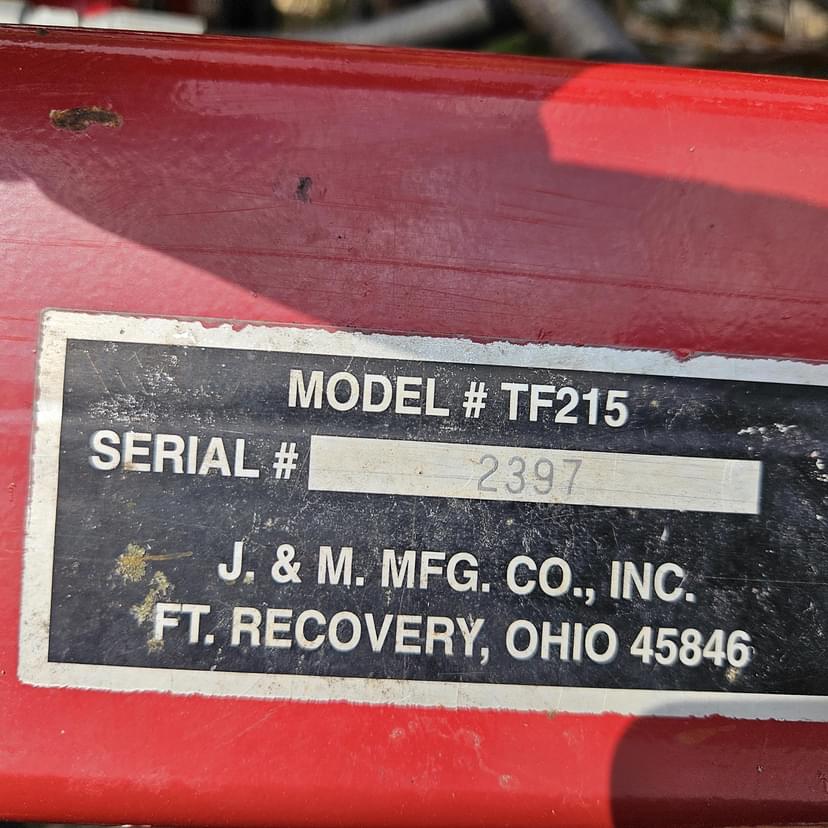 MODEL # TF215
SERIAL # 2397
J. & M. MFG. CO., INC.
FT. RECOVERY, OHIO 45846